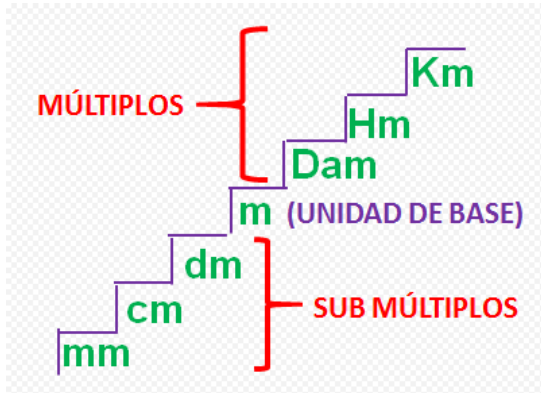 Km
MÚLTIPLOS
Hm
Dam
m (UNIDAD DE BASE)
dm
cm
SUB MÚLTIPLOS
mm